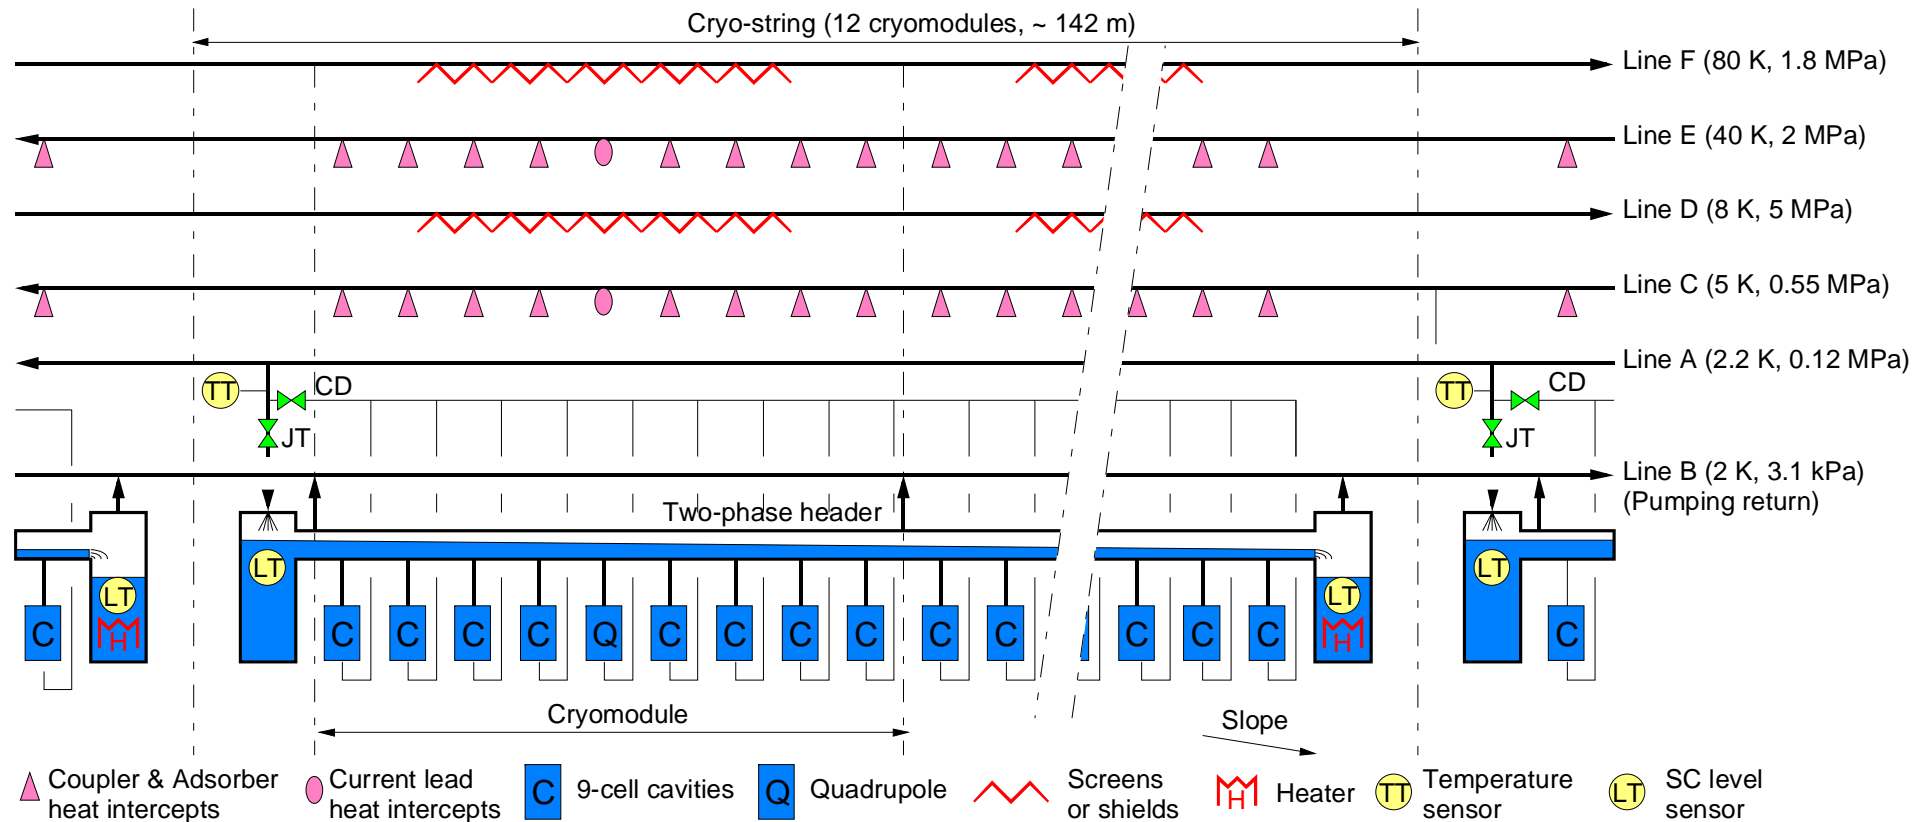 Cryo-string (12 cryomodules, ~ 142 m)
Line F (80 K, 1.8 MPa)
Line E (40 K, 2 MPa)
Line D (8 K, 5 MPa)
Line C (5 K, 0.55 MPa)
Line A (2.2 K, 0.12 MPa)
TT CD TT CD
JT JT
Line B (2 K, 3.1 kPa)
(Pumping return)
Two-phase header
LT LT
LT LT
C H C C C C Q C C C C C C C C C H C
Cryomodule
Slope
Coupler & Adsorber
heat intercepts
Current lead
heat intercepts
C 9-cell cavities
Q Quadrupole
Screens
or shields
H Heater
TT Temperature
sensor
LT SC level
sensor